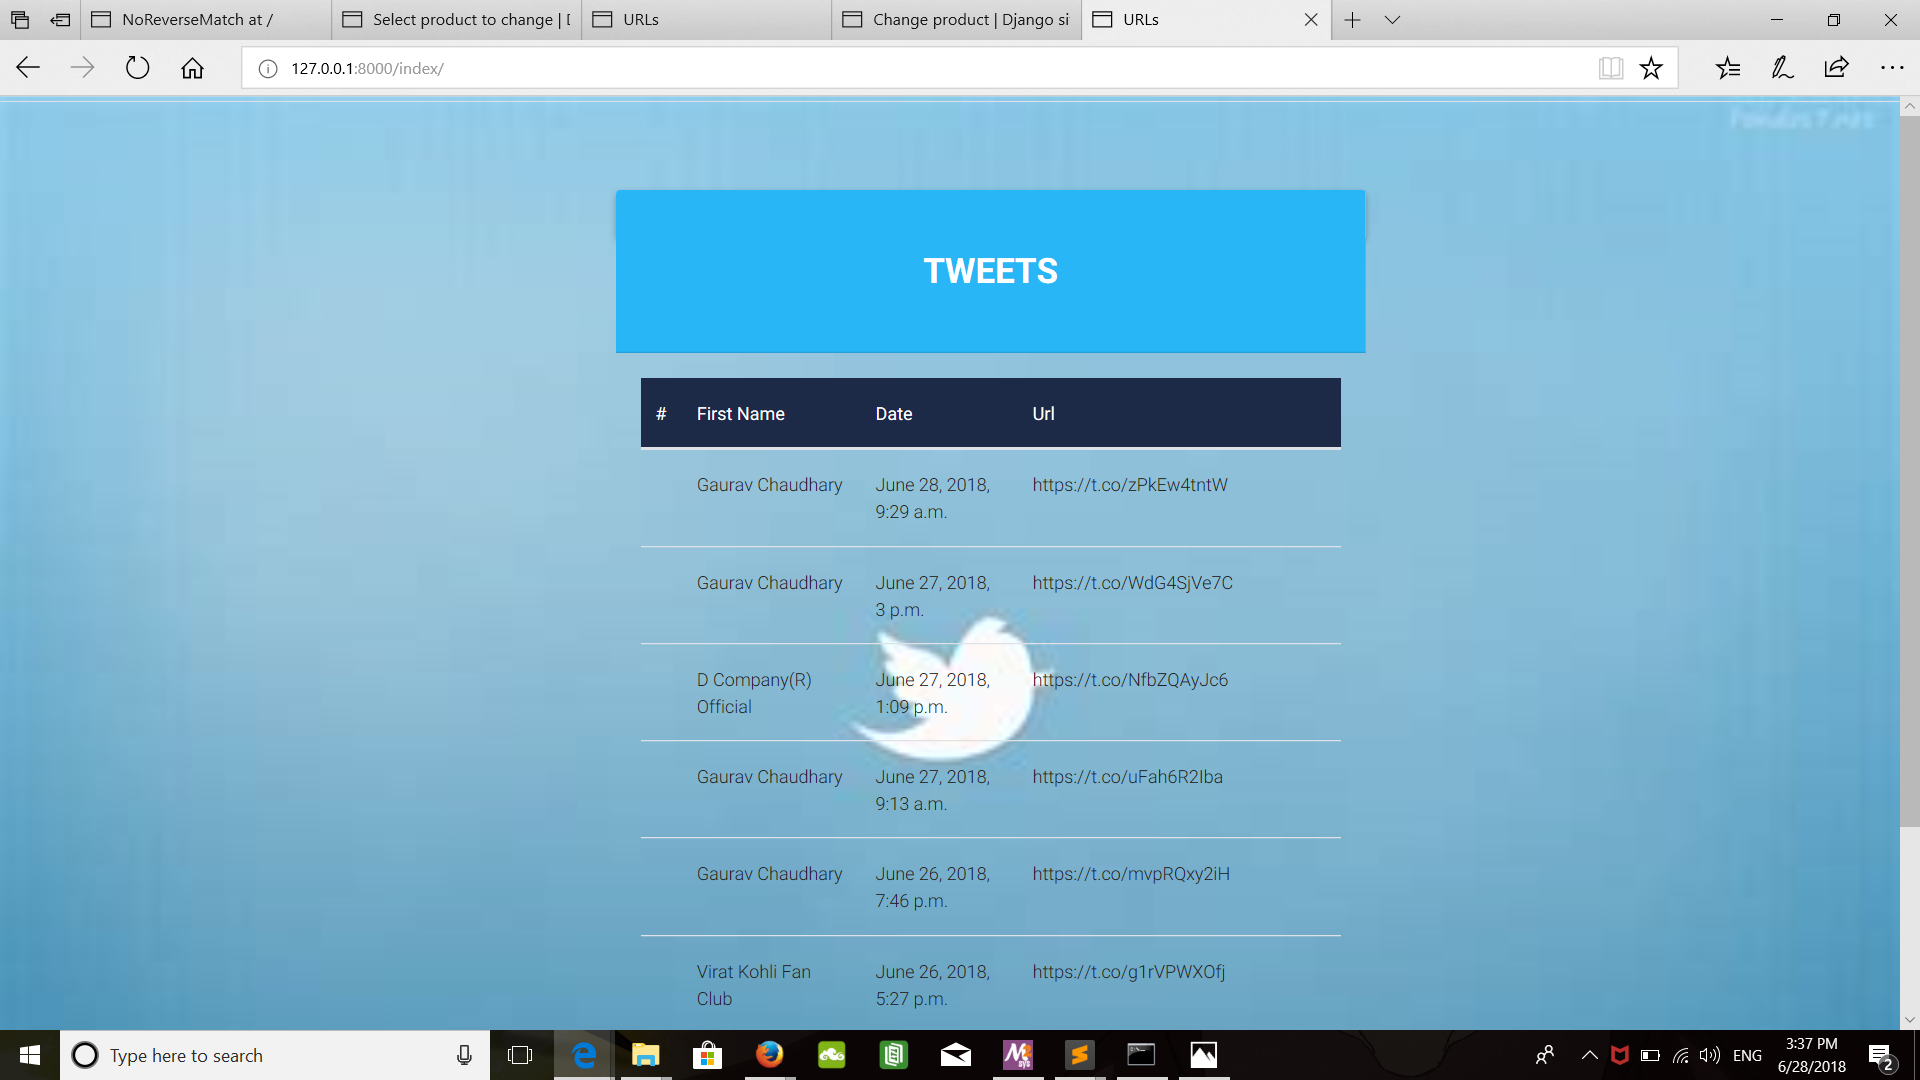 NoReverseMatch at /
Select product to change | D
URLs
Change product | Django si
URLs
127.0.0.1:8000/index/
TWEETS
# First Name Date Url
Gaurav Chaudhary June 28, 2018, https://t.co/zPkEw4tntW
9:29 a.m.
Gaurav Chaudhary June 27, 2018, https://t.co/WdG4SjVe7C
3 p.m.
D Company(R) June 27, 2018, https://t.co/NfbZQAyJc6
Official 1:09 p.m.
Gaurav Chaudhary June 27, 2018, https://t.co/uFah6R2Iba
9:13 a.m.
Gaurav Chaudhary June 26, 2018, https://t.co/mvpRQxy2iH
7:46 p.m.
Virat Kohli Fan June 26, 2018, https://t.co/g1rVPWXOfj
Club 5:27 p.m.
Type here to search
ENG
3:37 PM
6/28/2018
2